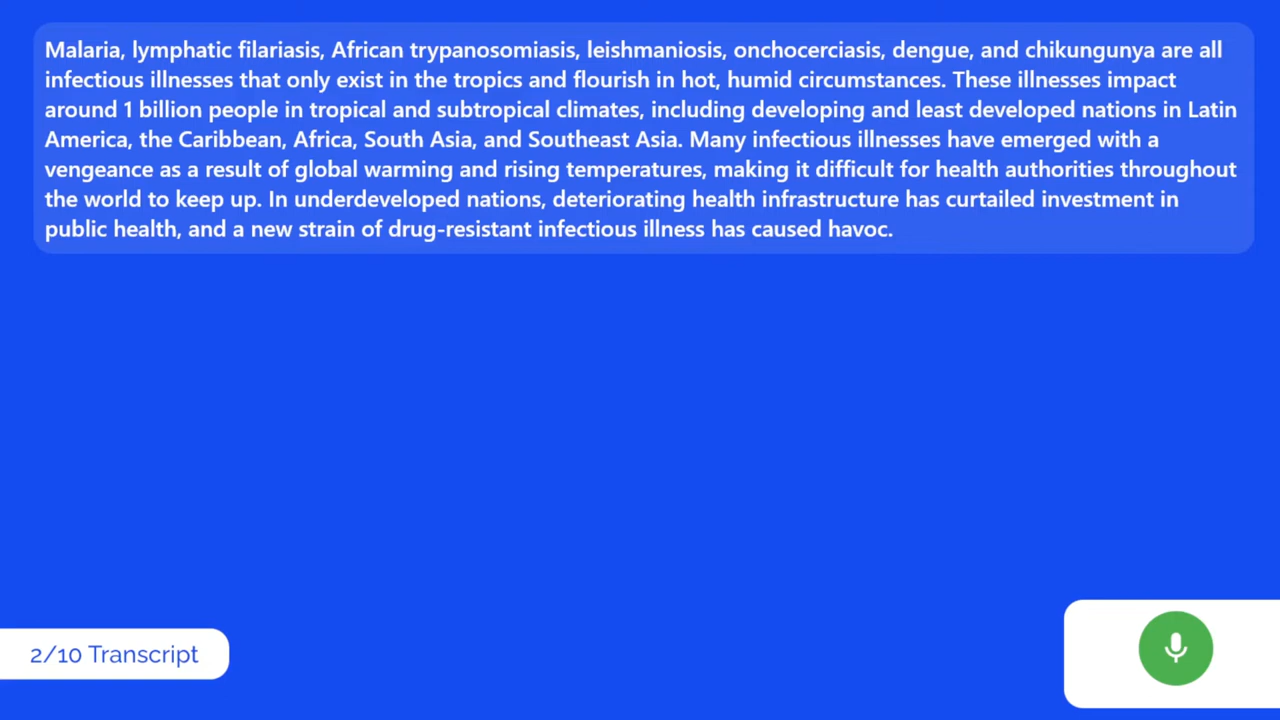 Malaria, lymphatic filariasis, African trypanosomiasis, leishmaniosis, onchocerciasis, dengue, and chikungunya are all
infectious illnesses that only exist in the tropics and flourish in hot, humid circumstances. These illnesses impact
around 1 billion people in tropical and subtropical climates, including developing and least developed nations in Latin
America, the Caribbean, Africa, South Asia, and Southeast Asia. Many infectious illnesses have emerged with a
vengeance as a result of global warming and rising temperatures, making it difficult for health authorities throughout
the world to keep up. In underdeveloped nations, deteriorating health infrastructure has curtailed investment in
public health, and a new strain of drug-resistant infectious illness has caused havoc.
2/10 Transcript